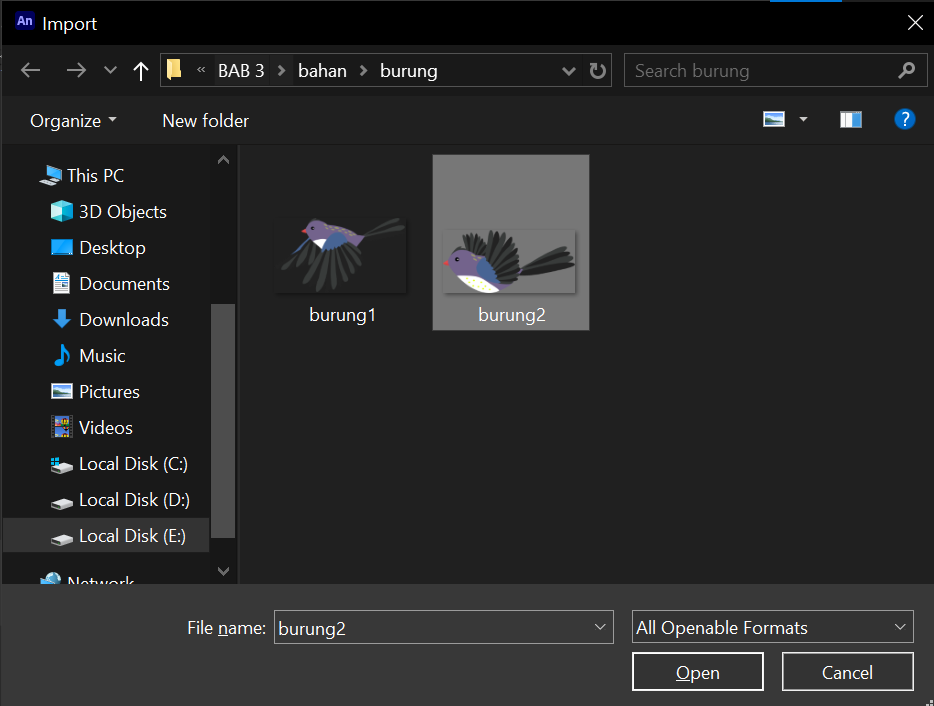 An Import
« BAB 3 > bahan > burung
Search burung
Organize
New folder
?
This PC
3D Objects
Desktop
Documents
Downloads
Music
Pictures
Videos
Local Disk (C:)
Local Disk (D:)
Local Disk (E:)
Network
burung1
burung2
File name: burung2
All Openable Formats
Open
Cancel